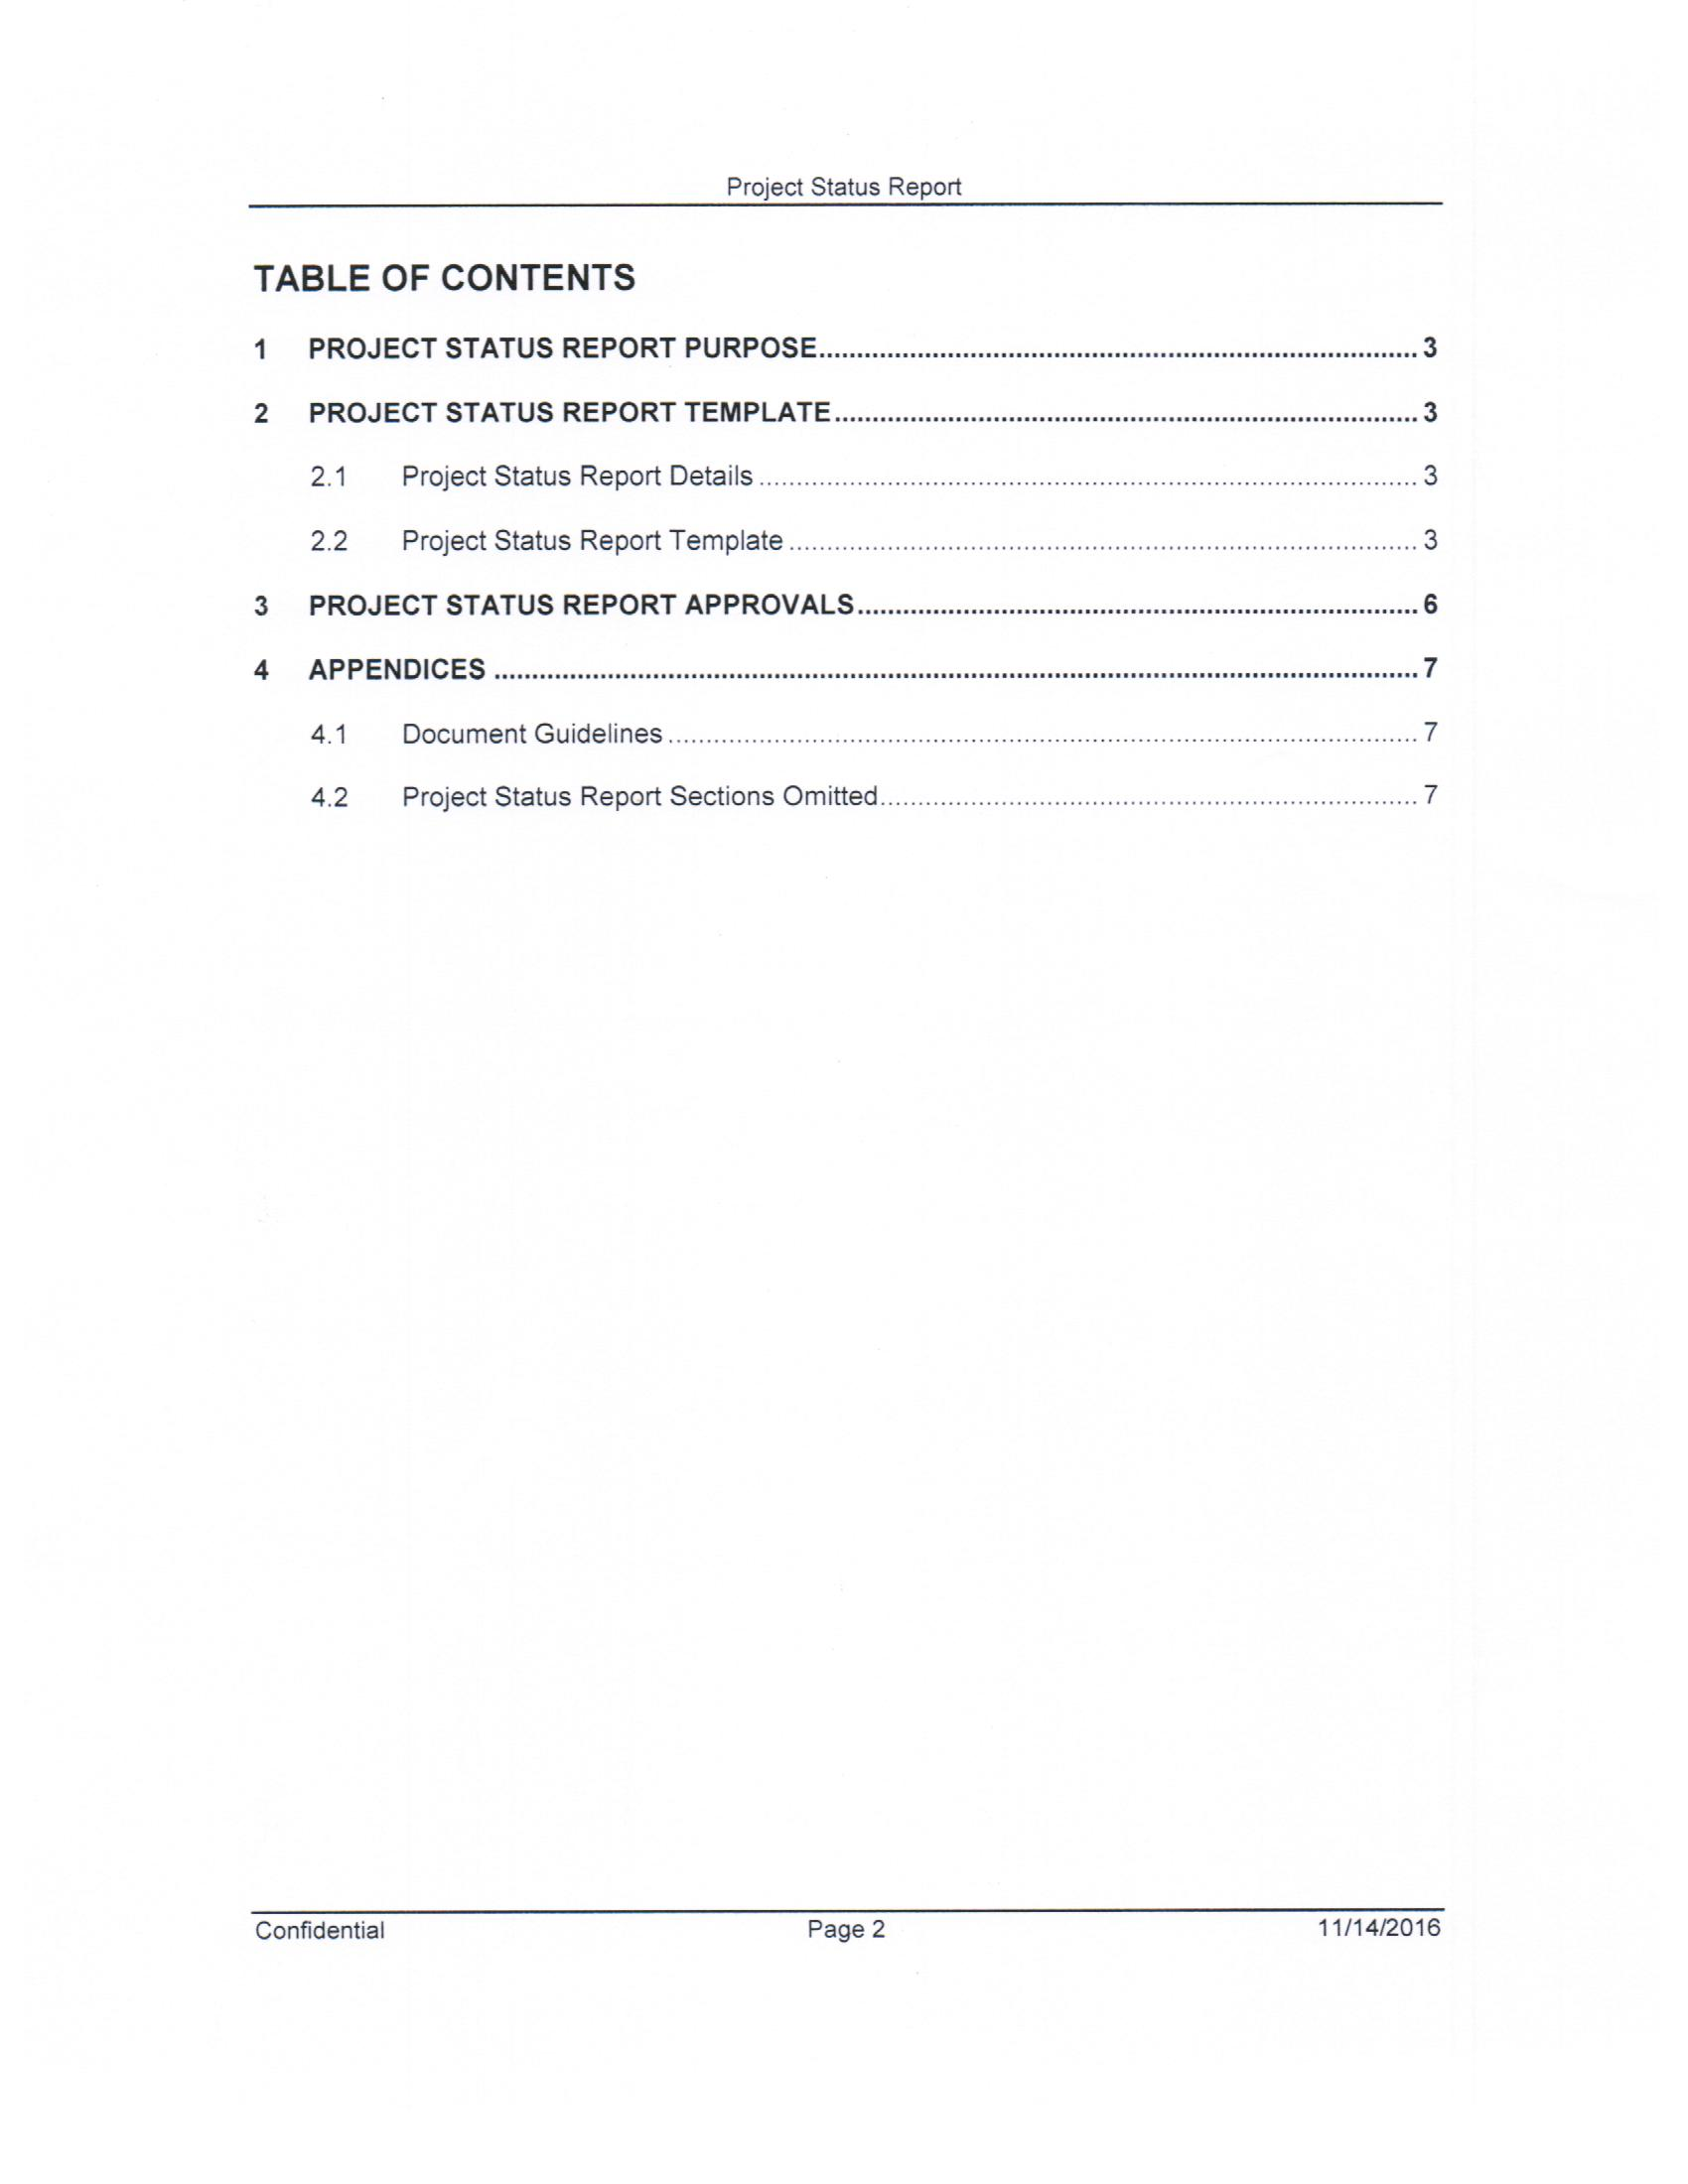 Project Status Report
TABLE OF CONTENTS
1 PROJECT STATUS REPORT PURPOSE........................................................................ 3
2 PROJECT STATUS REPORT TEMPLATE...................................................................... 3
2.1 Project Status Report Details........................................................................ 3
2.2 Project Status Report Template.................................................................... 3
3 PROJECT STATUS REPORT APPROVALS................................................................... 6
4 APPENDICES ........................................................................................................ 7
4.1 Document Guidelines................................................................................... 7
4.2 Project Status Report Sections Omitted........................................................ 7
Confidential Page 2 11/14/2016